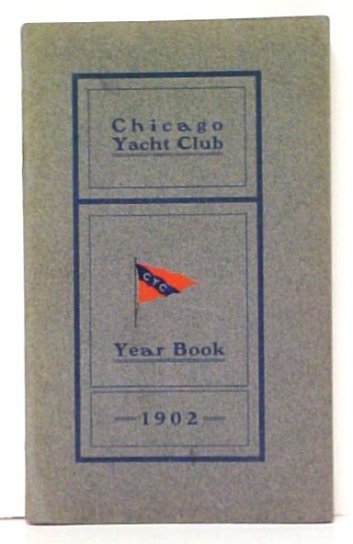 Chicago
Yacht Club
CYC
Year Book
1902